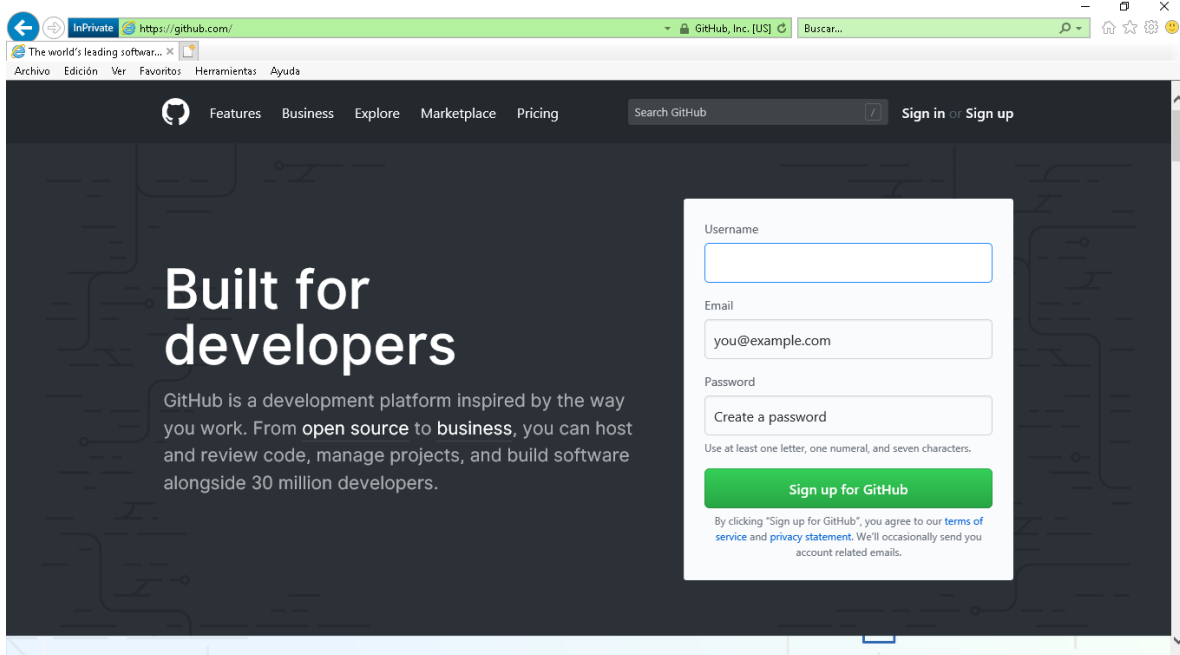 InPrivate https://github.com/ GitHub, Inc. [US] Buscar...
The world's leading softwar...
Archivo Edición Ver Favoritos Herramientas Ayuda
Features Business Explore Marketplace Pricing Search GitHub / Sign in or Sign up
Built for
developers
GitHub is a development platform inspired by the way
you work. From open source to business, you can host
and review code, manage projects, and build software
alongside 30 million developers.
Username
Email
you@example.com
Password
Create a password
Use at least one letter, one numeral, and seven characters.
Sign up for GitHub
By clicking "Sign up for GitHub", you agree to our terms of
service and privacy statement. We'll occasionally send you
account related emails.